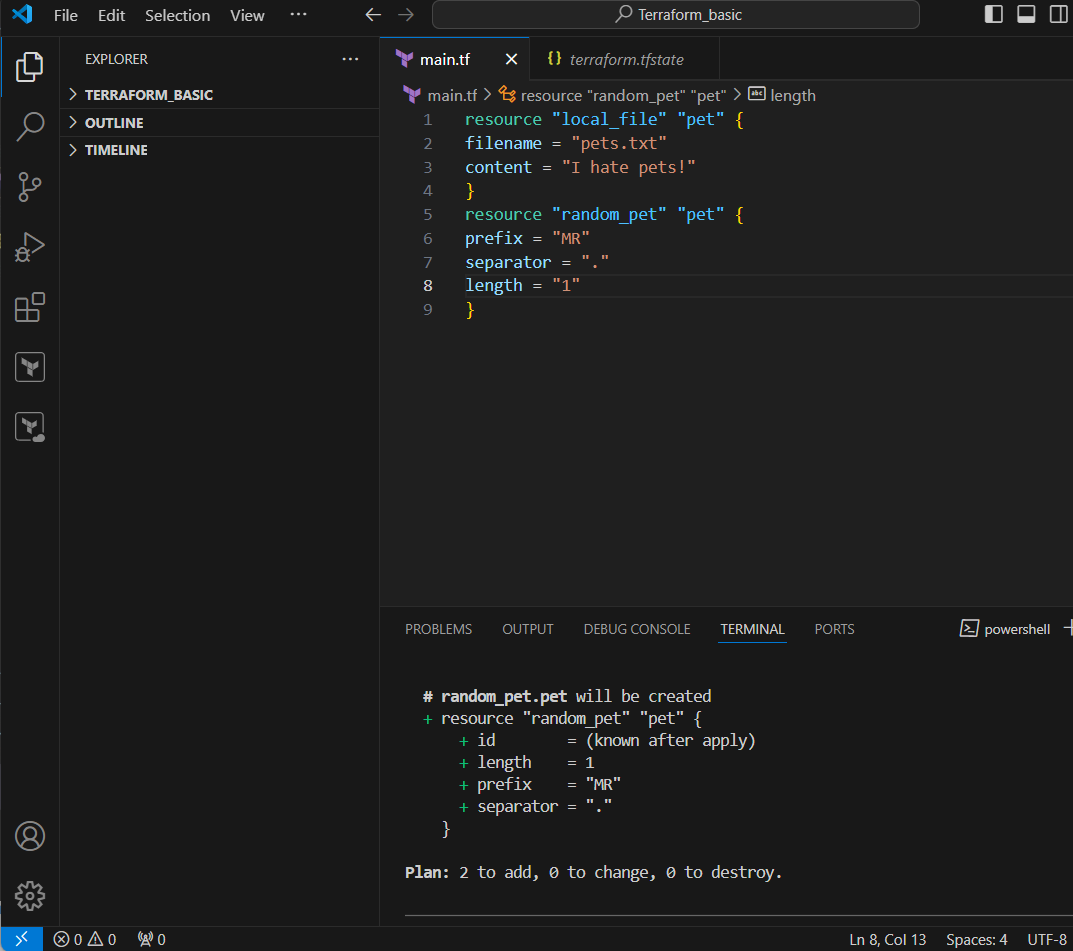 File Edit Selection View ··· Terraform_basic
EXPLORER ···
TERRAFORM_BASIC
OUTLINE
TIMELINE
main.tf {} terraform.tfstate
main.tf > resource "random_pet" "pet" > abc length
1 resource "local_file" "pet" {
2 filename = "pets.txt"
3 content = "I hate pets!"
4 }
5 resource "random_pet" "pet" {
6 prefix = "MR"
7 separator = "."
8 length = "1"
9 }
PROBLEMS OUTPUT DEBUG CONSOLE TERMINAL PORTS powershell
# random_pet.pet will be created
+ resource "random_pet" "pet" {
+ id = (known after apply)
+ length = 1
+ prefix = "MR"
+ separator = "."
}
Plan: 2 to add, 0 to change, 0 to destroy.
0 0 0 Ln 8, Col 13 Spaces: 4 UTF-8